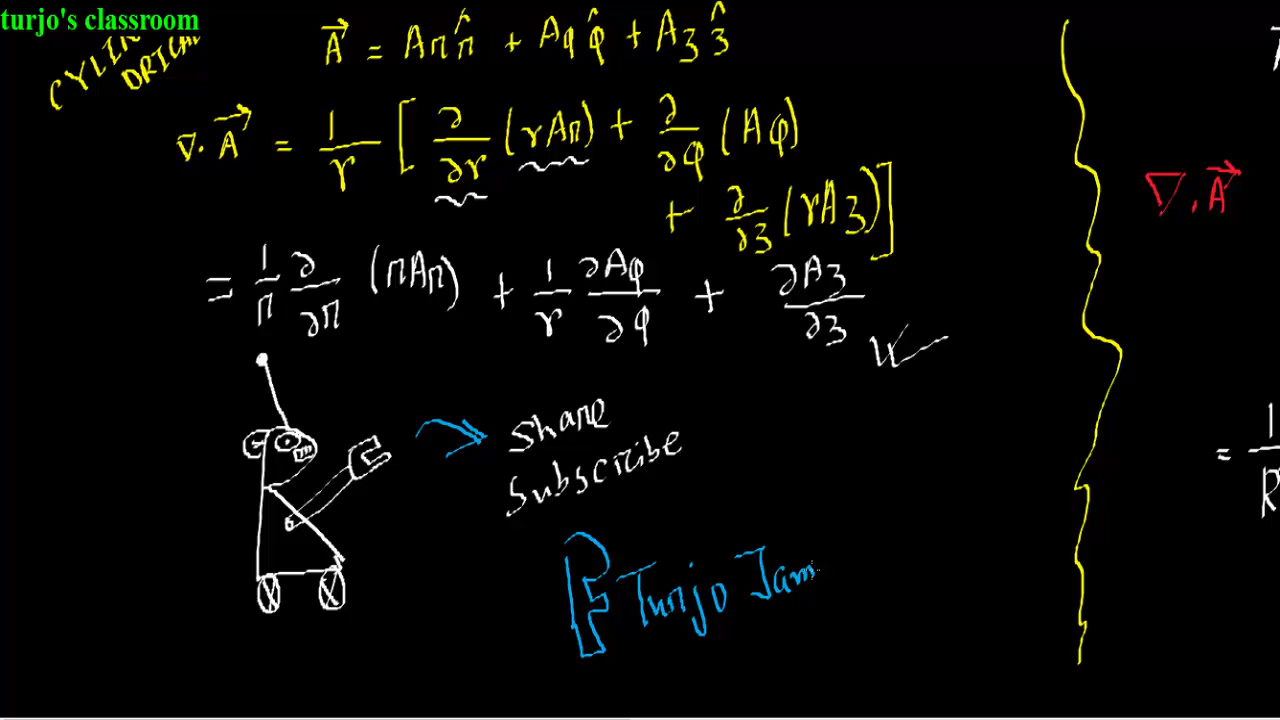 turjo's classroom
CYLIN
DRICAL
A⃗ = Ar r̂ + Aφ φ̂ + Az ẑ
∇·A⃗ = 1/r [ ∂/∂r (rAr) + ∂/∂φ (Aφ)
+ ∂/∂z (rAz) ]
= 1/r ∂/∂r (rAr) + 1/r ∂Aφ/∂φ + ∂Az/∂z
Share
Subscribe
Turjo Jam
∇.A⃗
= 1/R